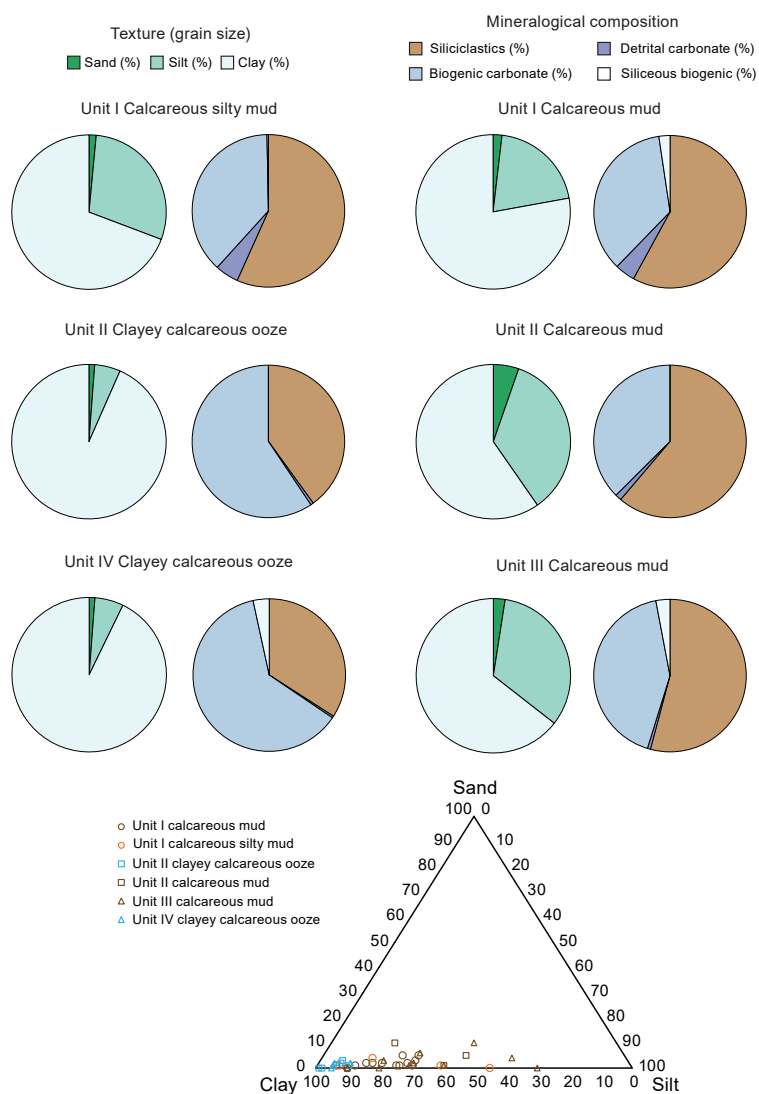 Texture (grain size)
Sand (%) Silt (%) Clay (%)
Mineralogical composition
Siliciclastics (%) Detrital carbonate (%)
Biogenic carbonate (%) Siliceous biogenic (%)
Unit I Calcareous silty mud
Unit I Calcareous mud
Unit II Clayey calcareous ooze
Unit II Calcareous mud
Unit IV Clayey calcareous ooze
Unit III Calcareous mud
Unit I calcareous mud
Unit I calcareous silty mud
Unit II clayey calcareous ooze
Unit II calcareous mud
Unit III calcareous mud
Unit IV clayey calcareous ooze
Sand
100 0
90 10
80 20
70 30
60 40
50 50
40 60
30 70
20 80
10 90
0 100
Clay 100 90 80 70 60 50 40 30 20 10 0 Silt